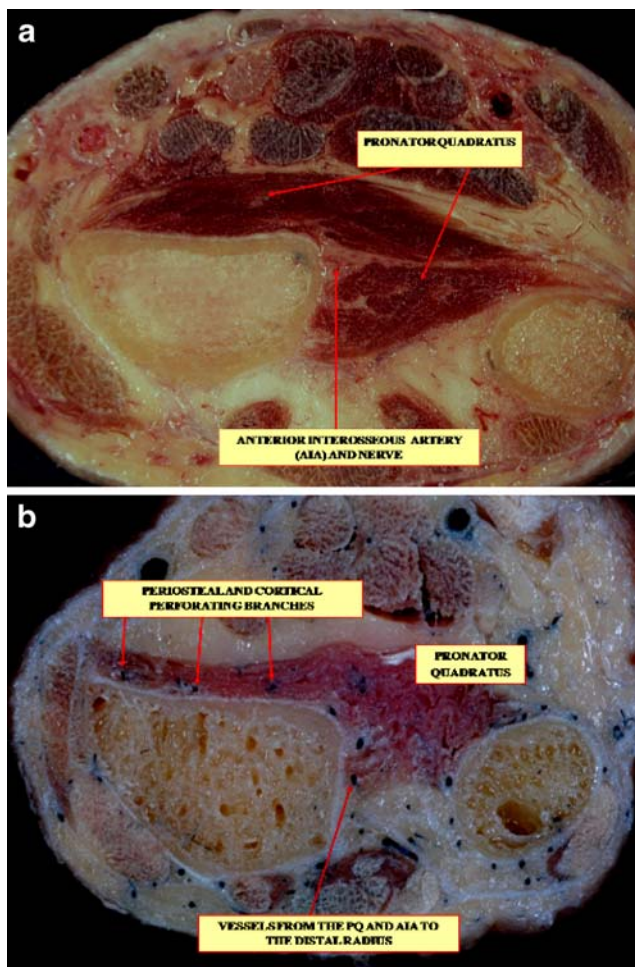 a
PRONATOR QUADRATUS
ANTERIOR INTEROSSEOUS ARTERY
(AIA) AND NERVE
b
PERIOSTEAL AND CORTICAL
PERFORATING BRANCHES
PRONATOR
QUADRATUS
VESSELS FROM THE PQ AND AIA TO
THE DISTAL RADIUS